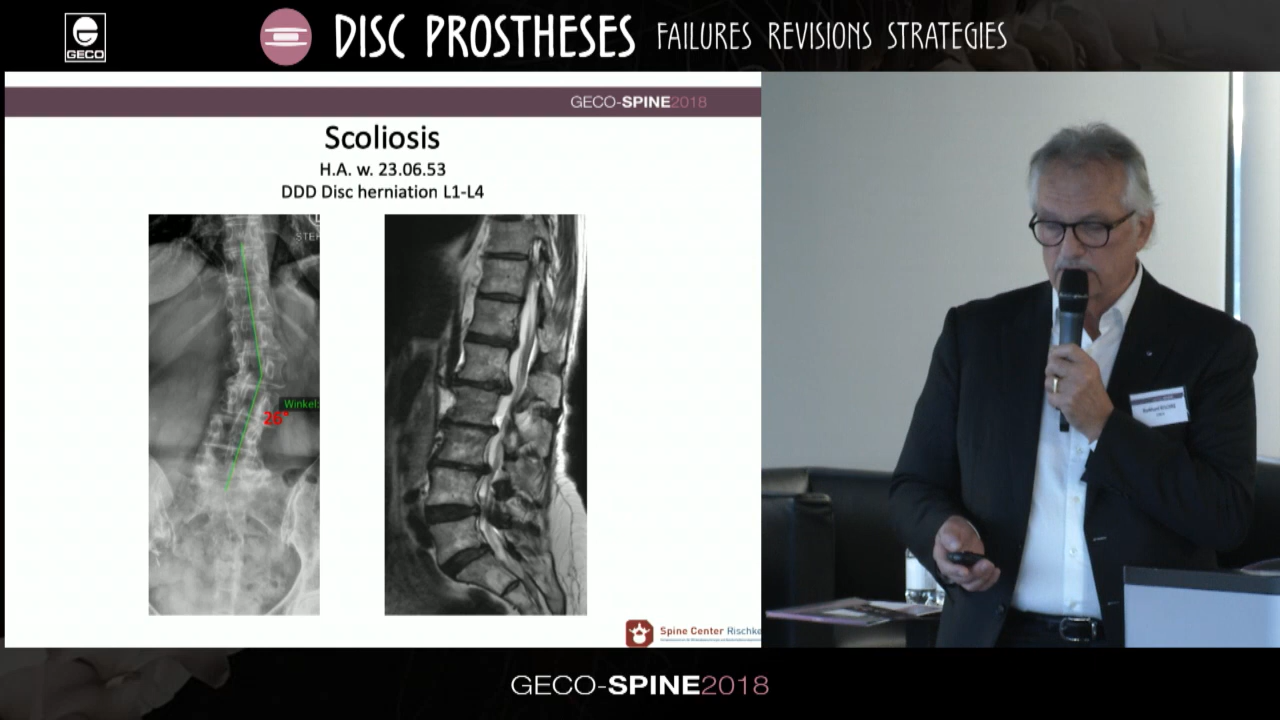 GECO
DISC PROSTHESES FAILURES REVISIONS STRATEGIES
GECO-SPINE2018
Scoliosis
H.A. w. 23.06.53
DDD Disc herniation L1-L4
Winkel:
26°
Spine Center Rischke
GECO-SPINE2018